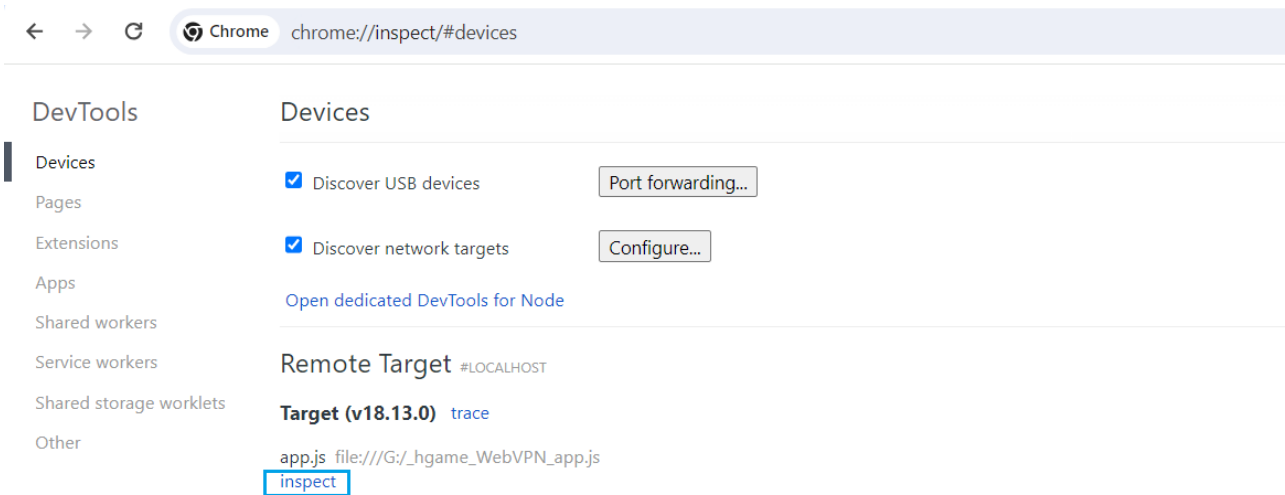 Chrome chrome://inspect/#devices
DevTools
Devices
Pages
Extensions
Apps
Shared workers
Service workers
Shared storage worklets
Other
Devices
Discover USB devices Port forwarding...
Discover network targets Configure...
Open dedicated DevTools for Node
Remote Target #LOCALHOST
Target (v18.13.0) trace
app.js file:///G:/_hgame_WebVPN_app.js
inspect